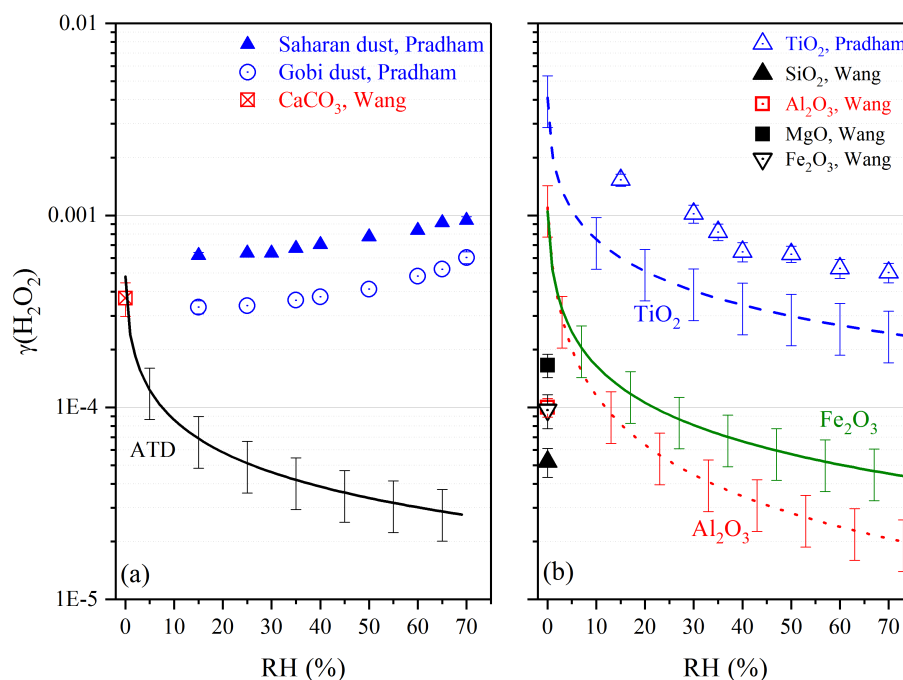 γ(H₂O₂)
0.01
0.001
1E-4
1E-5
Saharan dust, Pradham
Gobi dust, Pradham
CaCO₃, Wang
ATD
(a)
0 10 20 30 40 50 60 70
RH (%)
TiO₂, Pradham
SiO₂, Wang
Al₂O₃, Wang
MgO, Wang
Fe₂O₃, Wang
TiO₂
Fe₂O₃
Al₂O₃
(b)
0 10 20 30 40 50 60 70
RH (%)